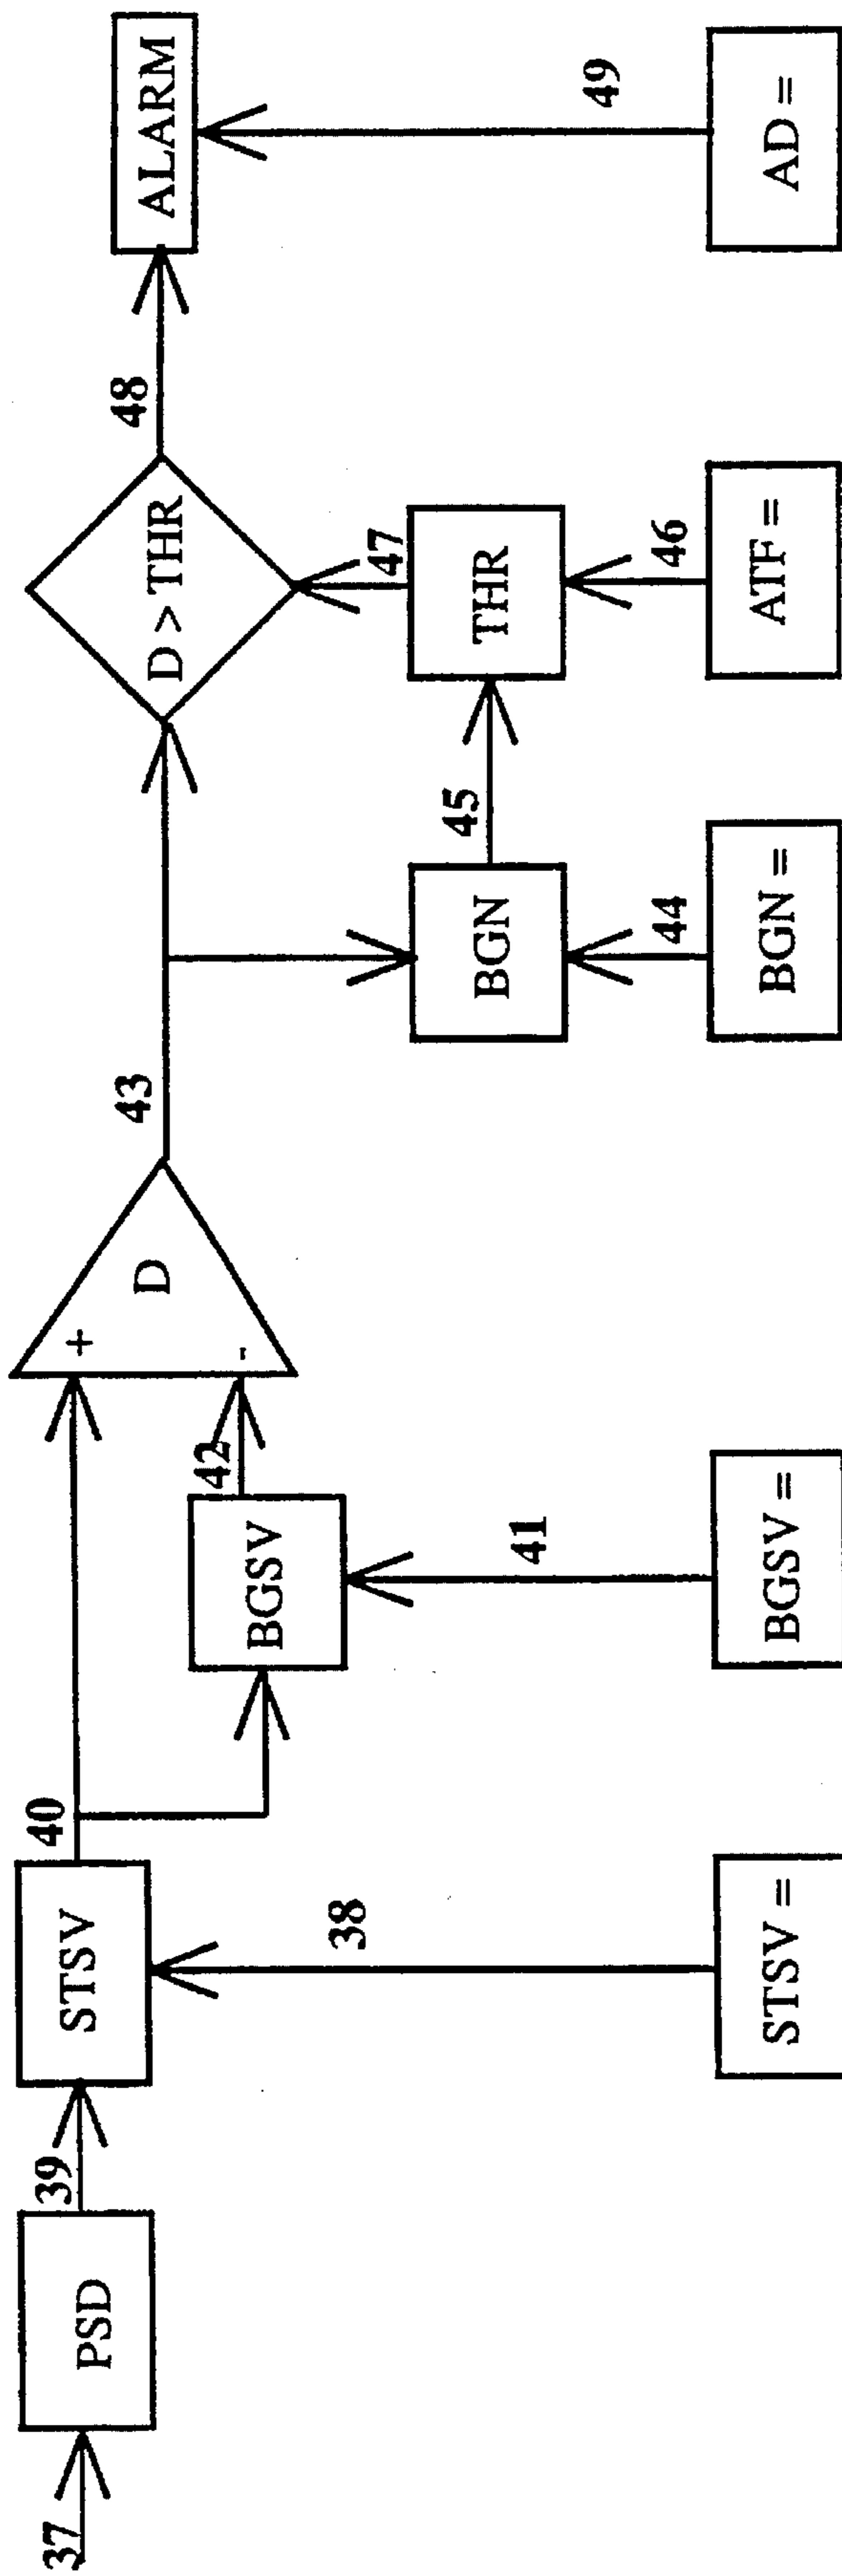 37
PSD
39
STSV
40
38
STSV =
BGSV
42
41
BGSV =
+
-
D
43
BGN
44
BGN =
45
THR
46
ATF =
47
D > THR
48
ALARM
49
AD =